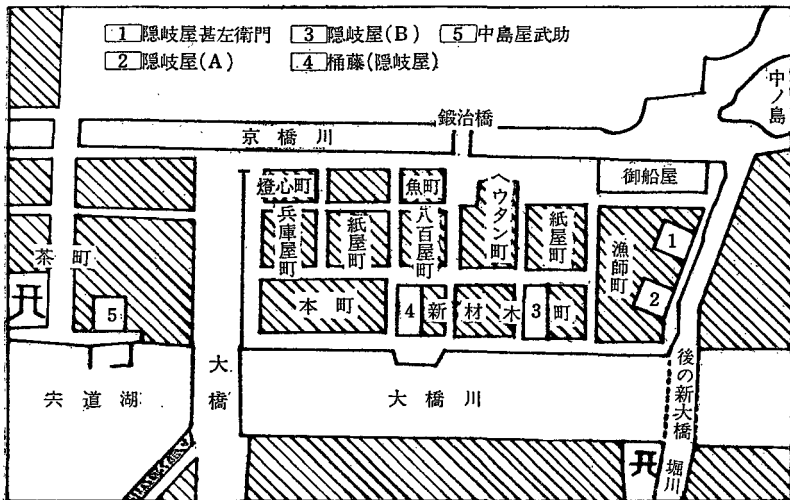 1 隠岐屋甚左衛門 3 隠岐屋(B) 5 中島屋武助
2 隠岐屋(A) 4 桶藤(隠岐屋)
中ノ島
鍛冶橋
京橋川
御船屋
燈心町
魚町
ヘウタン町
兵庫屋町
紙屋町
八百屋町
紙屋町
漁師町
茶町
1
2
本町
4
新材木町
3
5
大橋
宍道湖
大橋川
後の新大橋
堀川